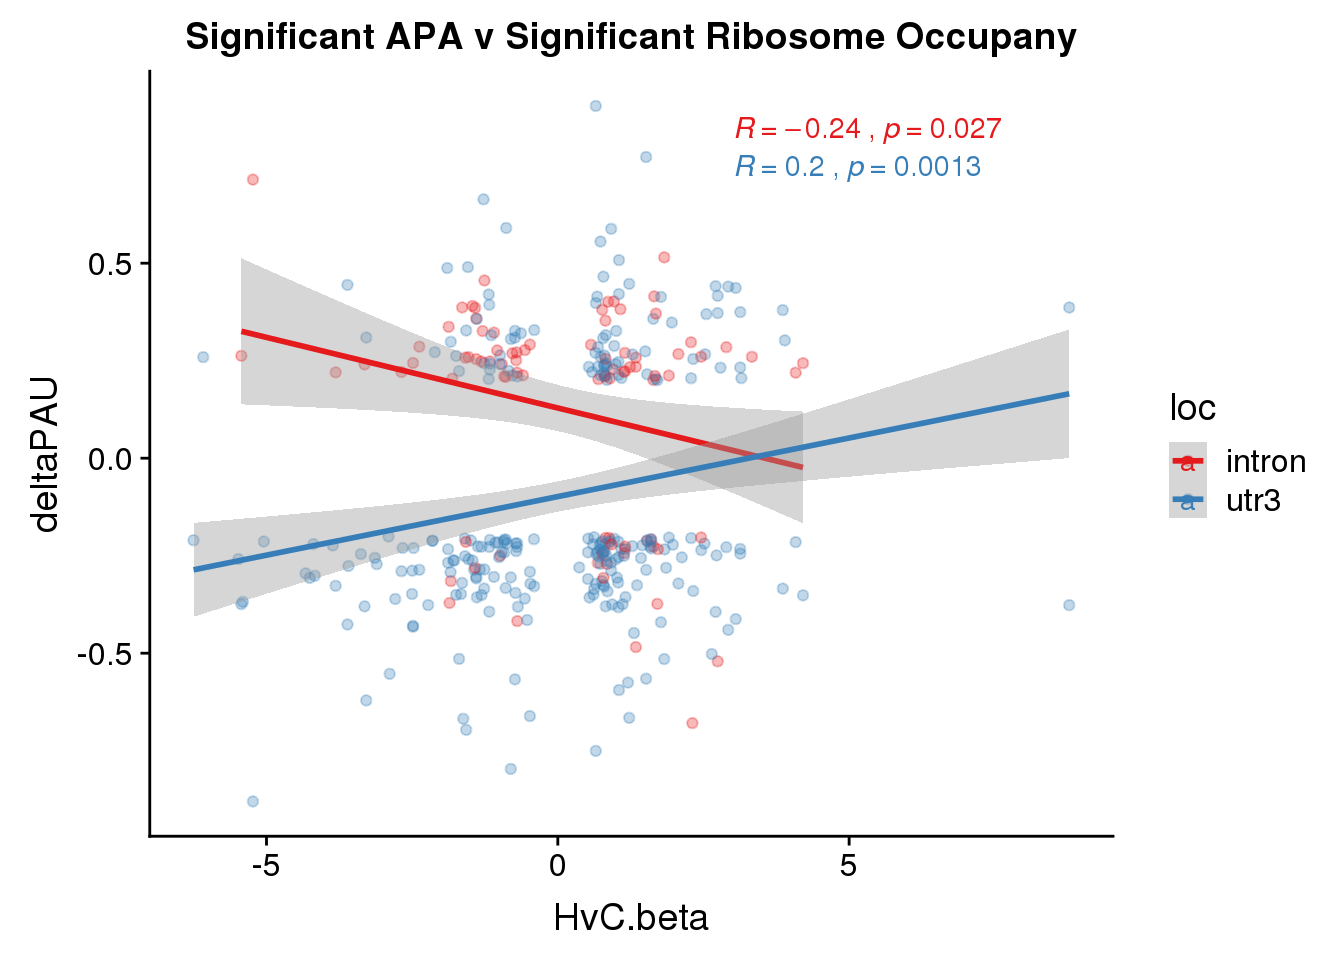 Significant APA v Significant Ribosome Occupany
R = −0.24 , p = 0.027
R = 0.2 , p = 0.0013
0.5
0.0
-0.5
deltaPAU
-5 0 5
HvC.beta
loc
a intron
a utr3